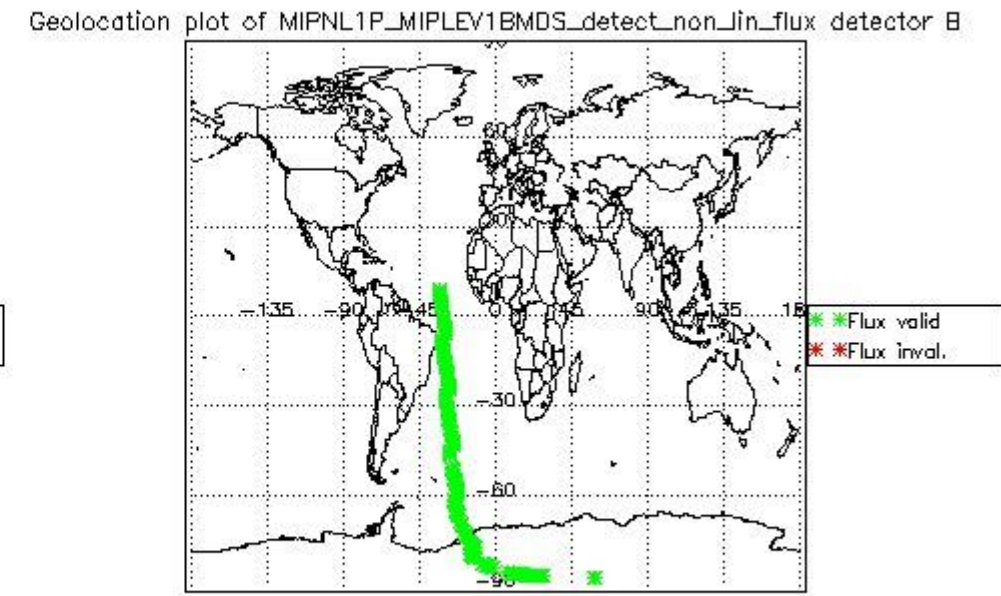 Geolocation plot of MIPNL1P_MIPLEV1BMDS_detect_non_lin_flux detector B
60
-135 -90 -45 0 45 90 135
-30
-60
-90
* *Flux valid
* *Flux inval.